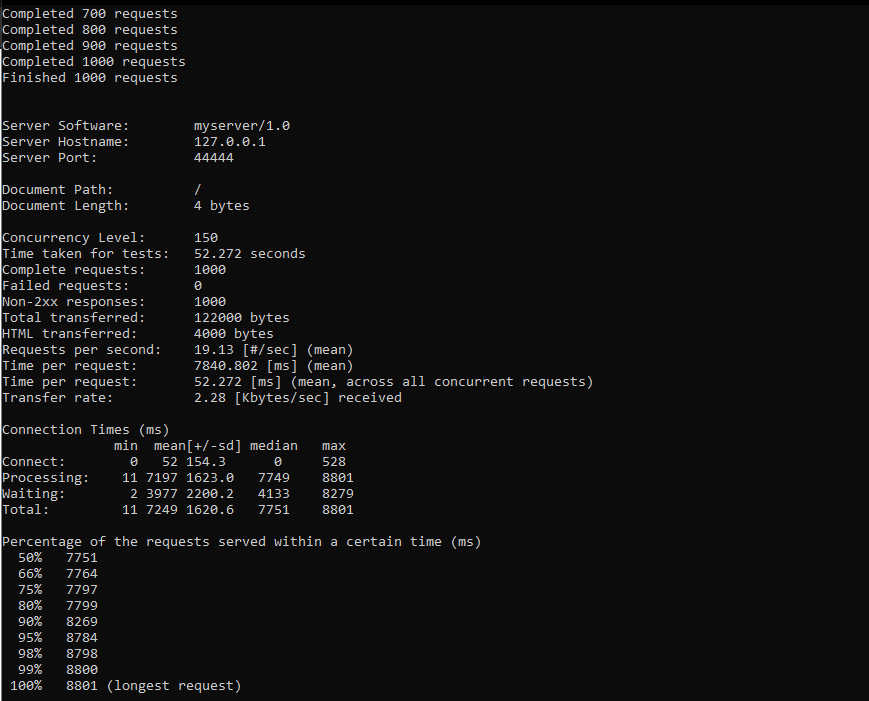 Completed 700 requests
Completed 800 requests
Completed 900 requests
Completed 1000 requests
Finished 1000 requests

Server Software:        myserver/1.0
Server Hostname:        127.0.0.1
Server Port:            44444

Document Path:          /
Document Length:        4 bytes

Concurrency Level:      150
Time taken for tests:   52.272 seconds
Complete requests:      1000
Failed requests:        0
Non-2xx responses:      1000
Total transferred:      122000 bytes
HTML transferred:       4000 bytes
Requests per second:    19.13 [#/sec] (mean)
Time per request:       7840.802 [ms] (mean)
Time per request:       52.272 [ms] (mean, across all concurrent requests)
Transfer rate:          2.28 [Kbytes/sec] received

Connection Times (ms)
              min  mean[+/-sd] median   max
Connect:        0   52 154.3      0     528
Processing:    11 7197 1623.0   7749    8801
Waiting:        2 3977 2200.2   4133    8279
Total:         11 7249 1620.6   7751    8801

Percentage of the requests served within a certain time (ms)
  50%   7751
  66%   7764
  75%   7797
  80%   7799
  90%   8269
  95%   8784
  98%   8798
  99%   8800
 100%   8801 (longest request)